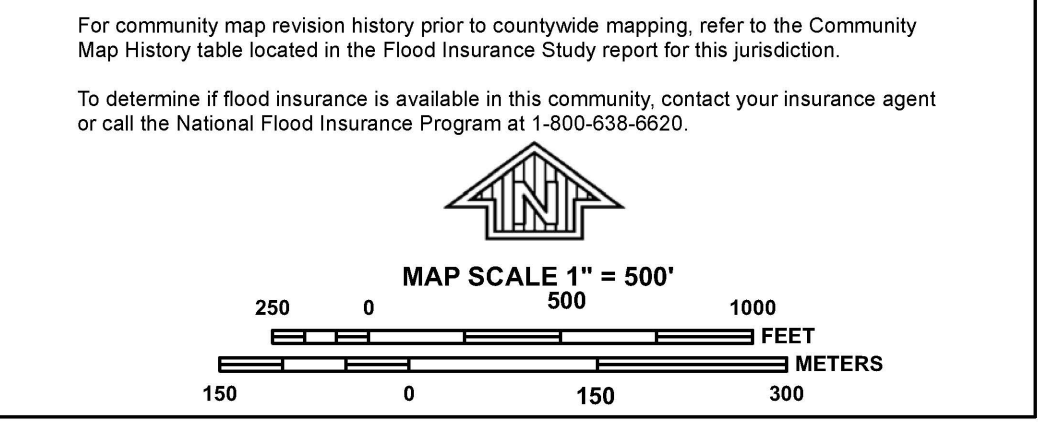 For community map revision history prior to countywide mapping, refer to the Community
Map History table located in the Flood Insurance Study report for this jurisdiction.
To determine if flood insurance is available in this community, contact your insurance agent
or call the National Flood Insurance Program at 1-800-638-6620.
N
MAP SCALE 1" = 500'
250 0 500 1000
FEET
METERS
150 0 150 300